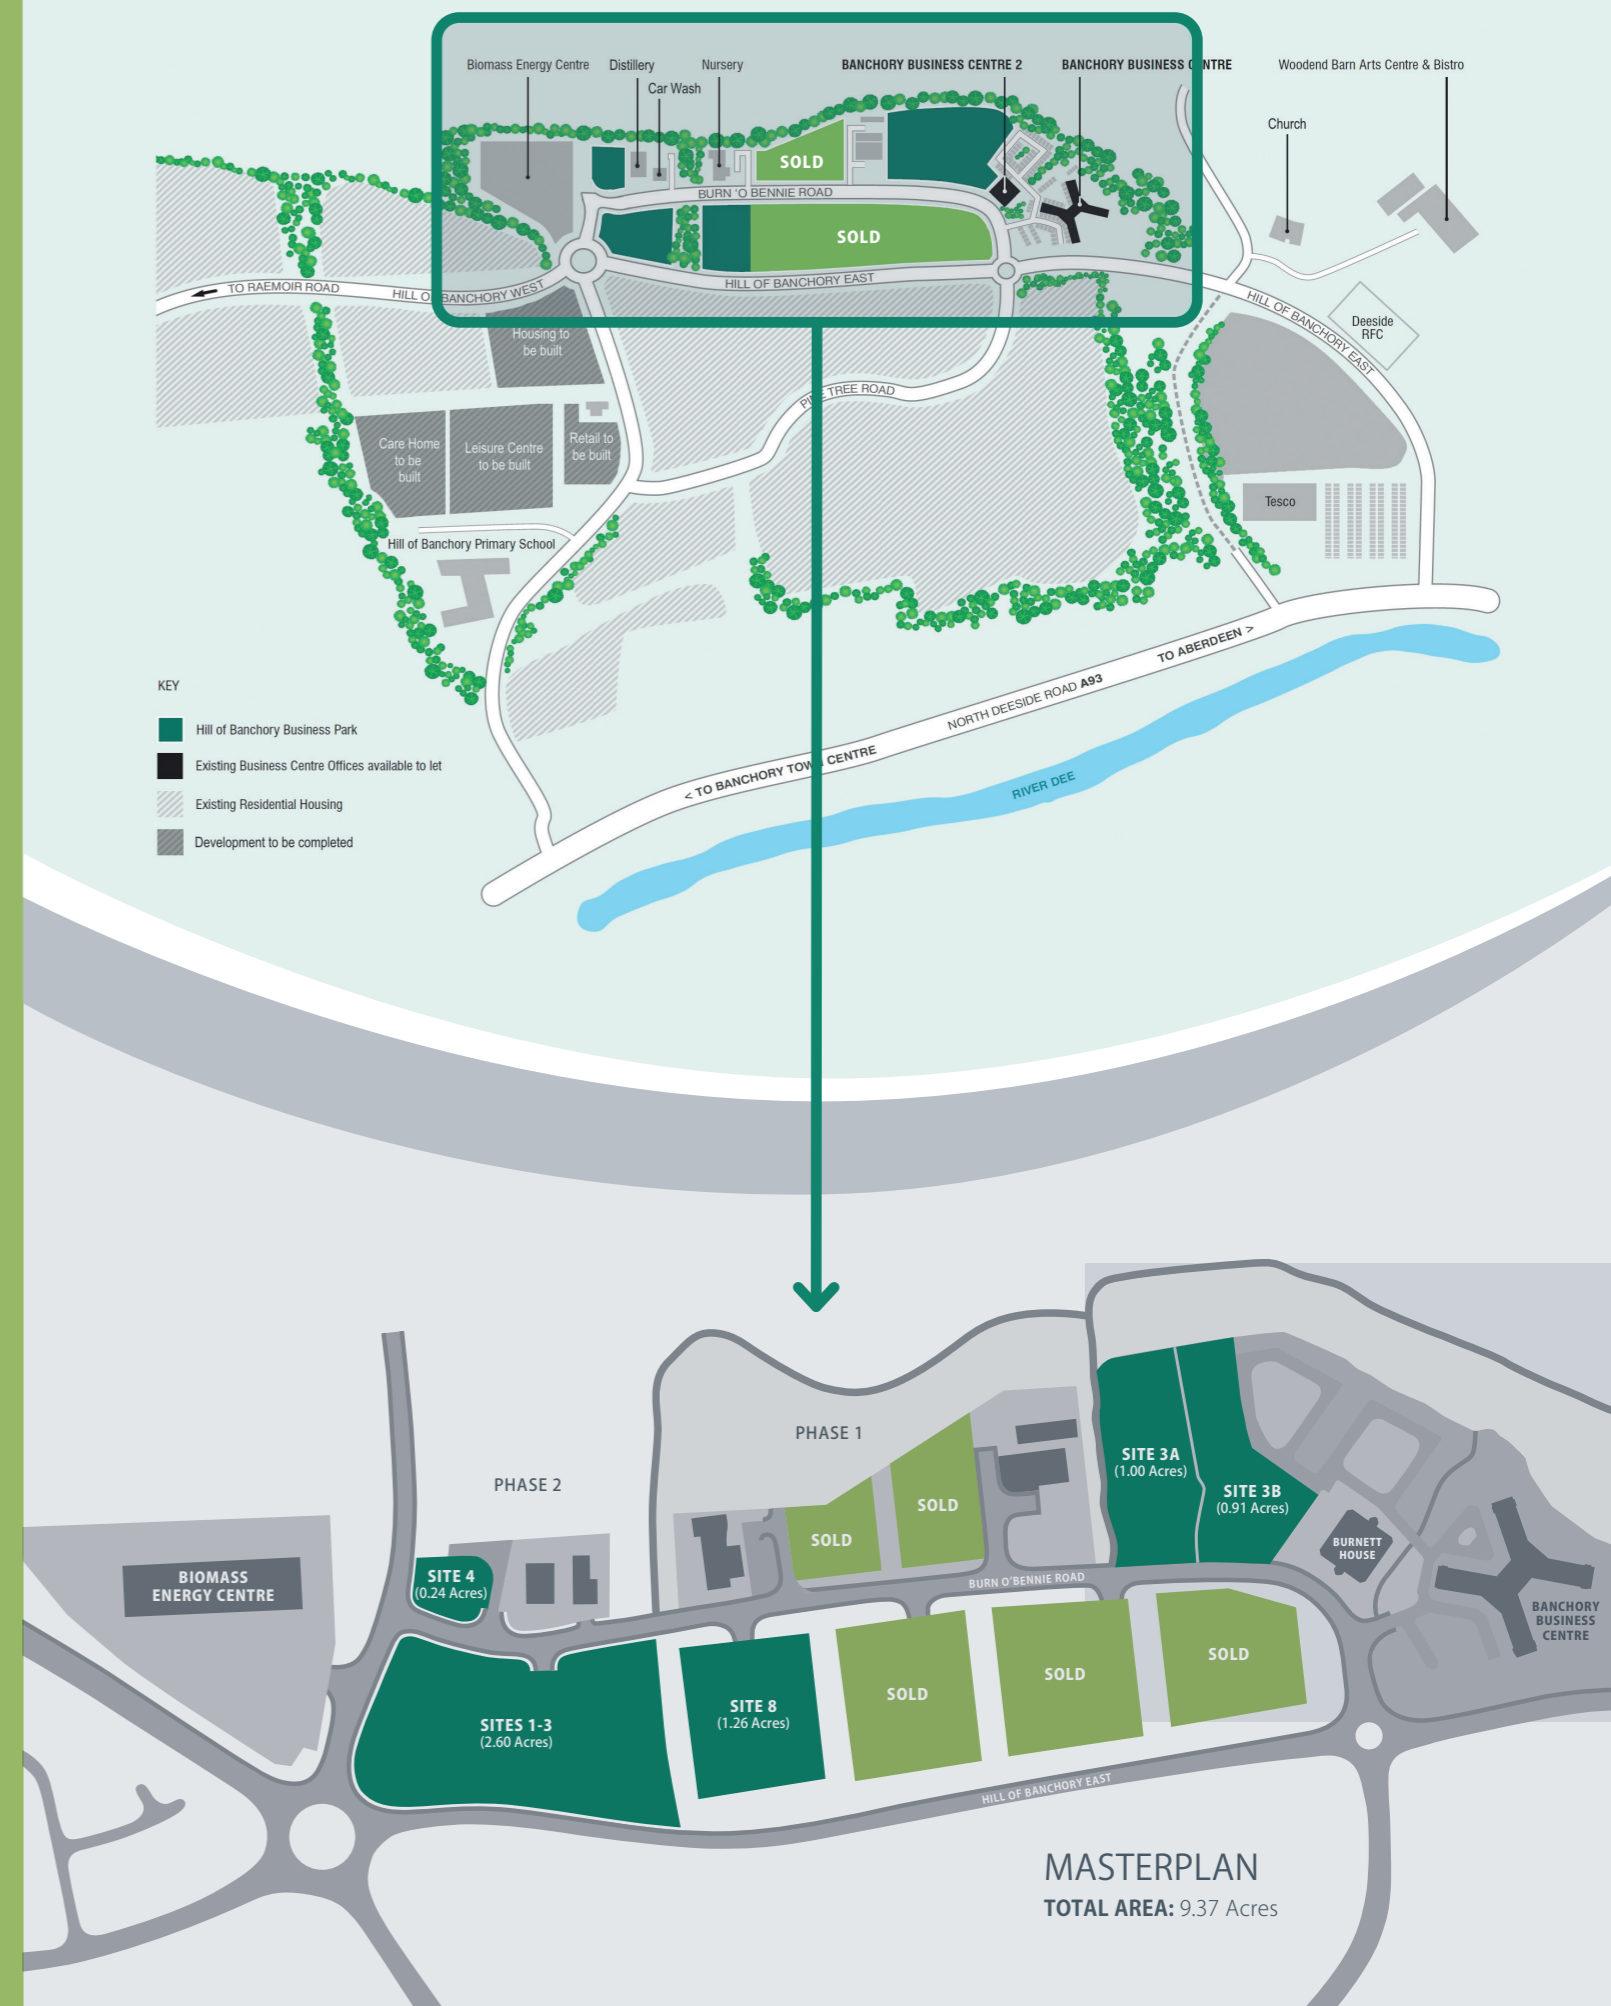 Biomass Energy Centre
Distillery
Nursery
BANCHORY BUSINESS CENTRE 2
BANCHORY BUSINESS CENTRE
Woodend Barn Arts Centre & Bistro
Car Wash
Church
SOLD
BURN 'O BENNIE ROAD
SOLD
HILL OF BANCHORY EAST
TO RAEMOIR ROAD
HILL OF BANCHORY WEST
HILL OF BANCHORY EAST
Deeside
RFC
Housing to
be built
PINE TREE ROAD
Care Home
to be
built
Leisure Centre
to be built
Retail to
be built
Tesco
Hill of Banchory Primary School
TO ABERDEEN >
NORTH DEESIDE ROAD A93
< TO BANCHORY TOWN CENTRE
RIVER DEE
KEY
Hill of Banchory Business Park
Existing Business Centre Offices available to let
Existing Residential Housing
Development to be completed
PHASE 1
PHASE 2
SITE 3A
(1.00 Acres)
SITE 3B
(0.91 Acres)
SOLD
SOLD
BURNETT
HOUSE
BIOMASS
ENERGY CENTRE
SITE 4
(0.24 Acres)
BURN O'BENNIE ROAD
BANCHORY
BUSINESS
CENTRE
SITES 1-3
(2.60 Acres)
SITE 8
(1.26 Acres)
SOLD
SOLD
SOLD
HILL OF BANCHORY EAST
MASTERPLAN
TOTAL AREA: 9.37 Acres